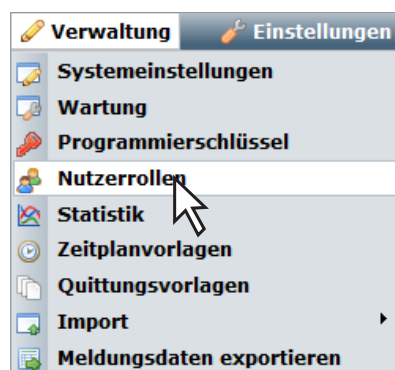 Verwaltung Einstellungen
Systemeinstellungen
Wartung
Programmierschlüssel
Nutzerrollen
Statistik
Zeitplanvorlagen
Quittungsvorlagen
Import
Meldungsdaten exportieren